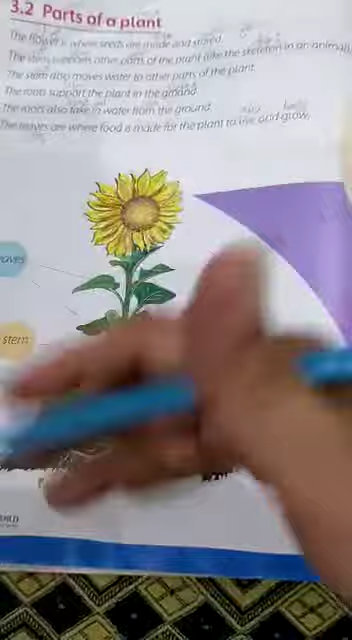 3.2 Parts of a plant
The flower is where seeds are made and stored.
The stem supports other parts of the plant like the skeleton in an animal.
The stem also moves water to other parts of the plant.
The roots support the plant in the ground.
The roots also take in water from the ground.
The leaves are where food is made for the plant to live and grow.
stem